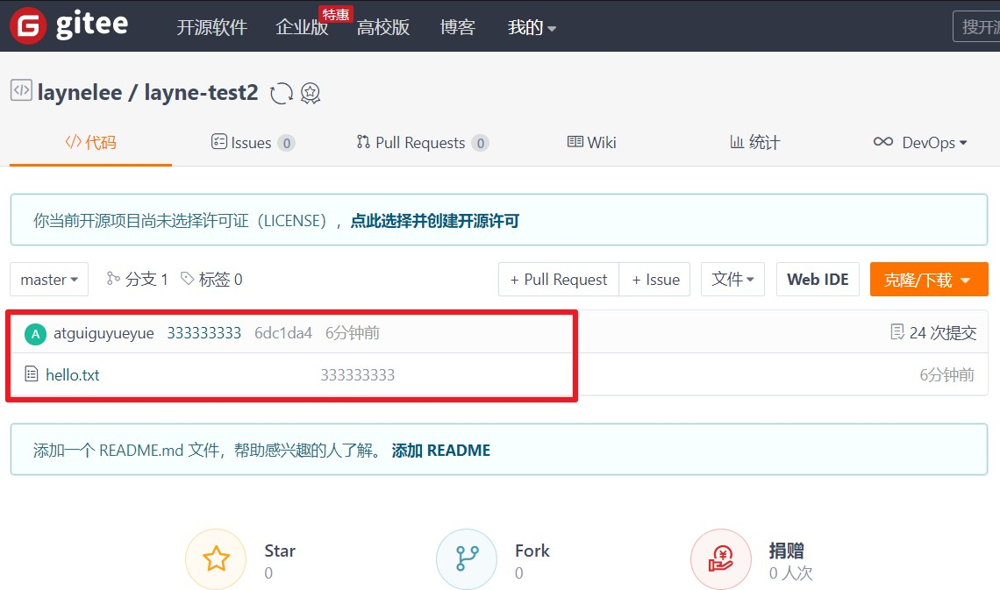 gitee 开源软件 企业版 特惠 高校版 博客 我的 搜开源
laynelee / layne-test2
代码 Issues 0 Pull Requests 0 Wiki 统计 DevOps
你当前开源项目尚未选择许可证（LICENSE），点此选择并创建开源许可
master 分支 1 标签 0 + Pull Request + Issue 文件 Web IDE 克隆/下载
A atguiguyueyue 333333333 6dc1da4 6分钟前 24 次提交
hello.txt 333333333 6分钟前
添加一个 README.md 文件，帮助感兴趣的人了解。 添加 README
Star Fork 捐赠
0 0 0 人次